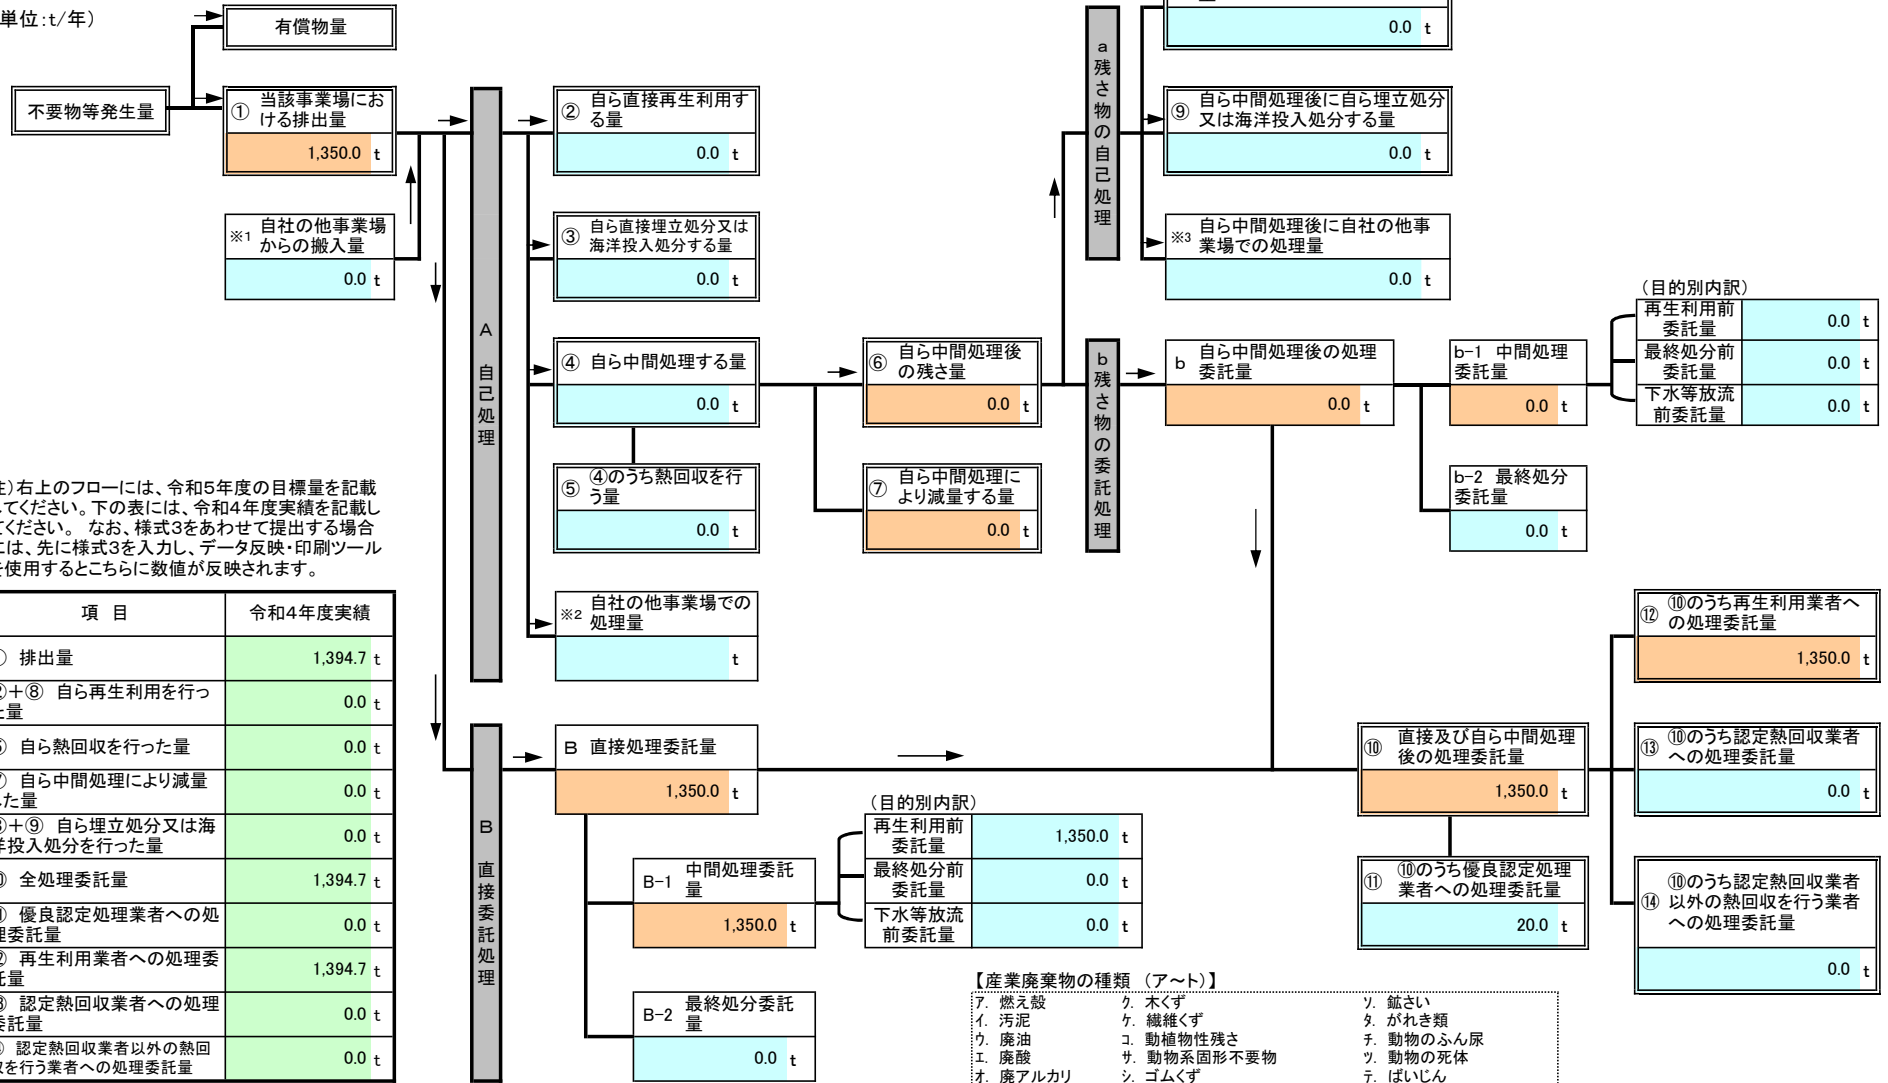 単位:t/年)
有償物量
不要物等発生量
① 当該事業場にお
ける排出量
1,350.0 t
※1 自社の他事業場
からの搬入量
0.0 t
A 自己処理
② 自ら直接再生利用す
る量
0.0 t
③ 自ら直接埋立処分又は
海洋投入処分する量
0.0 t
④ 自ら中間処理する量
0.0 t
⑤ ④のうち熱回収を行
う量
0.0 t
※2 自社の他事業場での
処理量
t
⑥ 自ら中間処理後
の残さ量
0.0 t
⑦ 自ら中間処理に
より減量する量
0.0 t
a 残さ物の自己処理
0.0 t
⑨ 自ら中間処理後に自ら埋立処分
又は海洋投入処分する量
0.0 t
※3 自ら中間処理後に自社の他事
業場での処理量
0.0 t
b 残さ物の委託処理
b 自ら中間処理後の処理
委託量
0.0 t
b-1 中間処理
委託量
0.0 t
b-2 最終処分
委託量
0.0 t
(目的別内訳)
再生利用前
委託量
0.0 t
最終処分前
委託量
0.0 t
下水等放流
前委託量
0.0 t
)右上のフローには、令和5年度の目標量を記載
てください。下の表には、令和4年度実績を記載し
ください。 なお、様式3をあわせて提出する場合
は、先に様式3を入力し、データ反映・印刷ツール
使用するとこちらに数値が反映されます。
項 目 令和4年度実績
排出量 1,394.7 t
+⑧ 自ら再生利用を行っ
量 0.0 t
自ら熱回収を行った量 0.0 t
自ら中間処理により減量
た量 0.0 t
+⑨ 自ら埋立処分又は海
投入処分を行った量 0.0 t
全処理委託量 1,394.7 t
優良認定処理業者への処
委託量 0.0 t
再生利用業者への処理委
量 1,394.7 t
認定熱回収業者への処理
託量 0.0 t
認定熱回収業者以外の熱回
を行う業者への処理委託量 0.0 t
B 直接委託処理
B 直接処理委託量
1,350.0 t
B-1 中間処理委託
量
1,350.0 t
B-2 最終処分委託
量
0.0 t
(目的別内訳)
再生利用前
委託量
1,350.0 t
最終処分前
委託量
0.0 t
下水等放流
前委託量
0.0 t
⑩ 直接及び自ら中間処理
後の処理委託量
1,350.0 t
⑪ ⑩のうち優良認定処理
業者への処理委託量
20.0 t
⑫ ⑩のうち再生利用業者へ
の処理委託量
1,350.0 t
⑬ ⑩のうち認定熱回収業者
への処理委託量
0.0 t
⑭ ⑩のうち認定熱回収業者
以外の熱回収を行う業者
への処理委託量
0.0 t
【産業廃棄物の種類 (ア~ト)】
ア. 燃え殻 ク. 木くず ソ. 鉱さい
イ. 汚泥 ケ. 繊維くず タ. がれき類
ウ. 廃油 コ. 動植物性残さ チ. 動物のふん尿
エ. 廃酸 サ. 動物系固形不要物 ツ. 動物の死体
オ. 廃アルカリ シ. ゴムくず テ. ばいじん